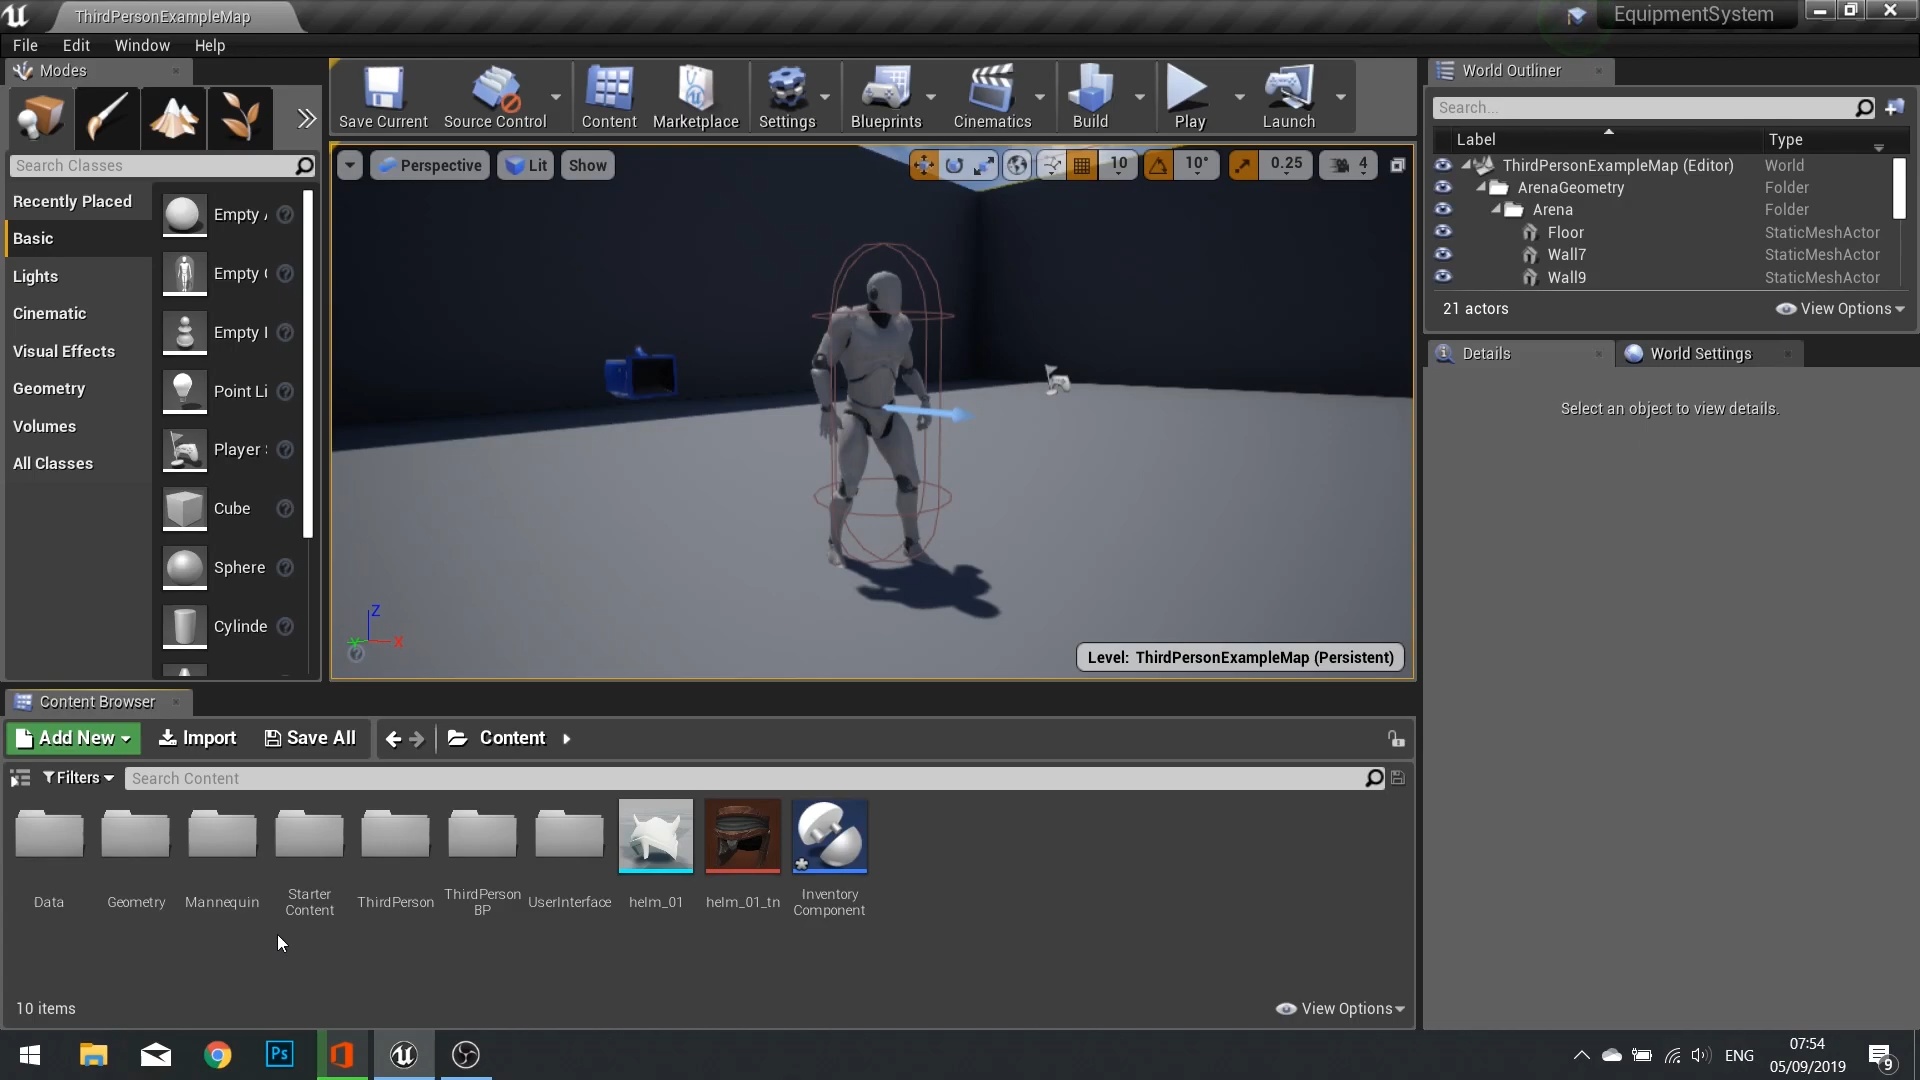 ThirdPersonExampleMap
EquipmentSystem
File Edit Window Help
Modes
Save Current Source Control Content Marketplace Settings Blueprints Cinematics Build Play Launch
Search Classes
Recently Placed
Basic
Lights
Cinematic
Visual Effects
Geometry
Volumes
All Classes
Empty A
Empty C
Empty P
Point Li
Player S
Cube
Sphere
Cylinde
Perspective Lit Show
10 10° 0.25 4
Z
X
Level: ThirdPersonExampleMap (Persistent)
World Outliner
Search...
Label Type
ThirdPersonExampleMap (Editor) World
ArenaGeometry Folder
Arena Folder
Floor StaticMeshActor
Wall7 StaticMeshActor
Wall9 StaticMeshActor
21 actors View Options
Details World Settings
Select an object to view details.
Content Browser
Add New Import Save All Content
Filters Search Content
Data
Geometry
Mannequin
Starter
Content
ThirdPerson
ThirdPerson
BP
UserInterface
helm_01
helm_01_tn
Inventory
Component
10 items View Options
Ps
ENG
07:54
05/09/2019
9